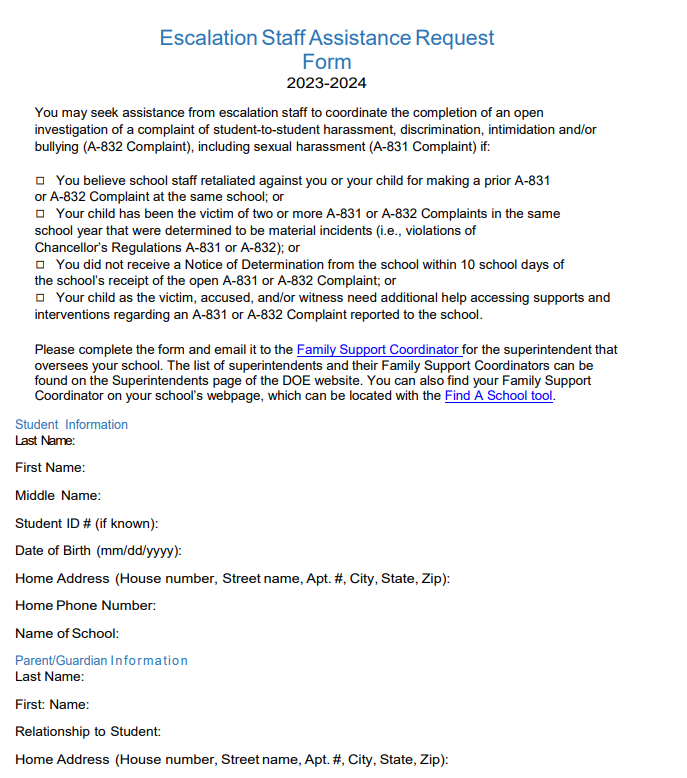 Escalation Staff Assistance Request
Form
2023-2024
You may seek assistance from escalation staff to coordinate the completion of an open
investigation of a complaint of student-to-student harassment, discrimination, intimidation and/or
bullying (A-832 Complaint), including sexual harassment (A-831 Complaint) if:
☐ You believe school staff retaliated against you or your child for making a prior A-831
or A-832 Complaint at the same school; or
☐ Your child has been the victim of two or more A-831 or A-832 Complaints in the same
school year that were determined to be material incidents (i.e., violations of
Chancellor's Regulations A-831 or A-832); or
☐ You did not receive a Notice of Determination from the school within 10 school days of
the school's receipt of the open A-831 or A-832 Complaint; or
☐ Your child as the victim, accused, and/or witness need additional help accessing supports and
interventions regarding an A-831 or A-832 Complaint reported to the school.
Please complete the form and email it to the Family Support Coordinator for the superintendent that
oversees your school. The list of superintendents and their Family Support Coordinators can be
found on the Superintendents page of the DOE website. You can also find your Family Support
Coordinator on your school's webpage, which can be located with the Find A School tool.
Student Information
Last Name:
First Name:
Middle Name:
Student ID # (if known):
Date of Birth (mm/dd/yyyy):
Home Address (House number, Street name, Apt. #, City, State, Zip):
Home Phone Number:
Name of School:
Parent/Guardian Information
Last Name:
First: Name:
Relationship to Student:
Home Address (House number, Street name, Apt. #, City, State, Zip):